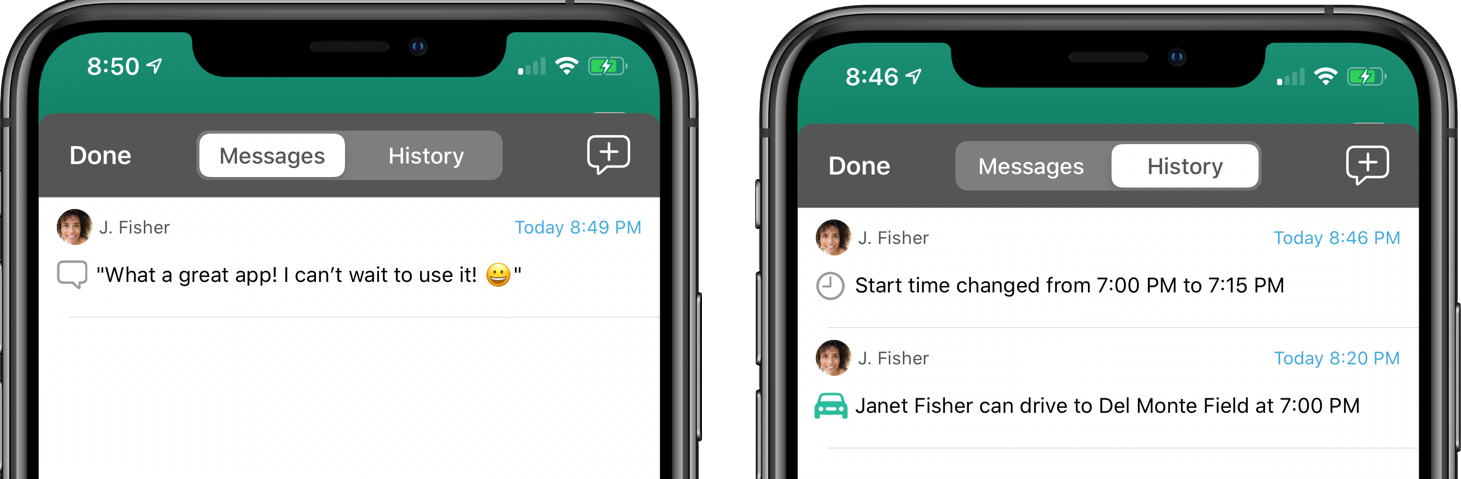 8:50
Done
Messages
History
J. Fisher
Today 8:49 PM
"What a great app! I can’t wait to use it! 😀"
8:46
Done
Messages
History
J. Fisher
Today 8:46 PM
Start time changed from 7:00 PM to 7:15 PM
J. Fisher
Today 8:20 PM
Janet Fisher can drive to Del Monte Field at 7:00 PM